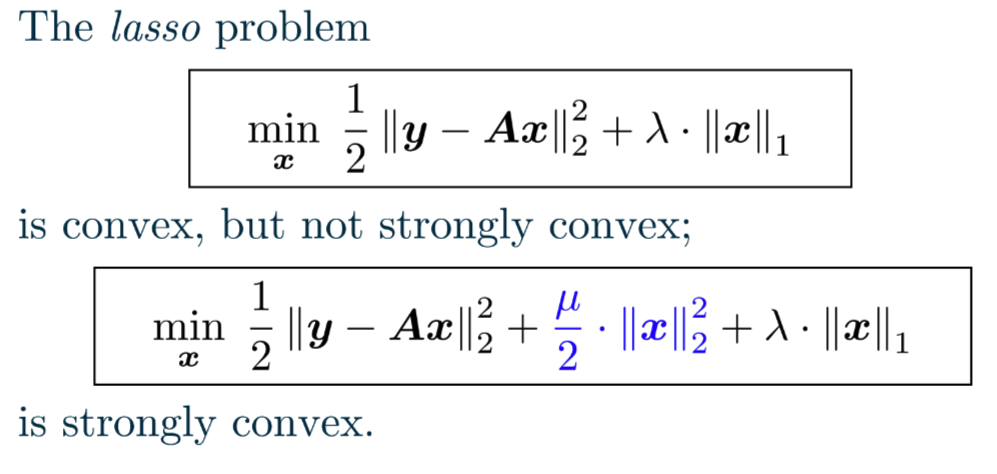 The lasso problem
min_x 1/2 ‖y − Ax‖₂² + λ · ‖x‖₁
is convex, but not strongly convex;
min_x 1/2 ‖y − Ax‖₂² + μ/2 · ‖x‖₂² + λ · ‖x‖₁
is strongly convex.